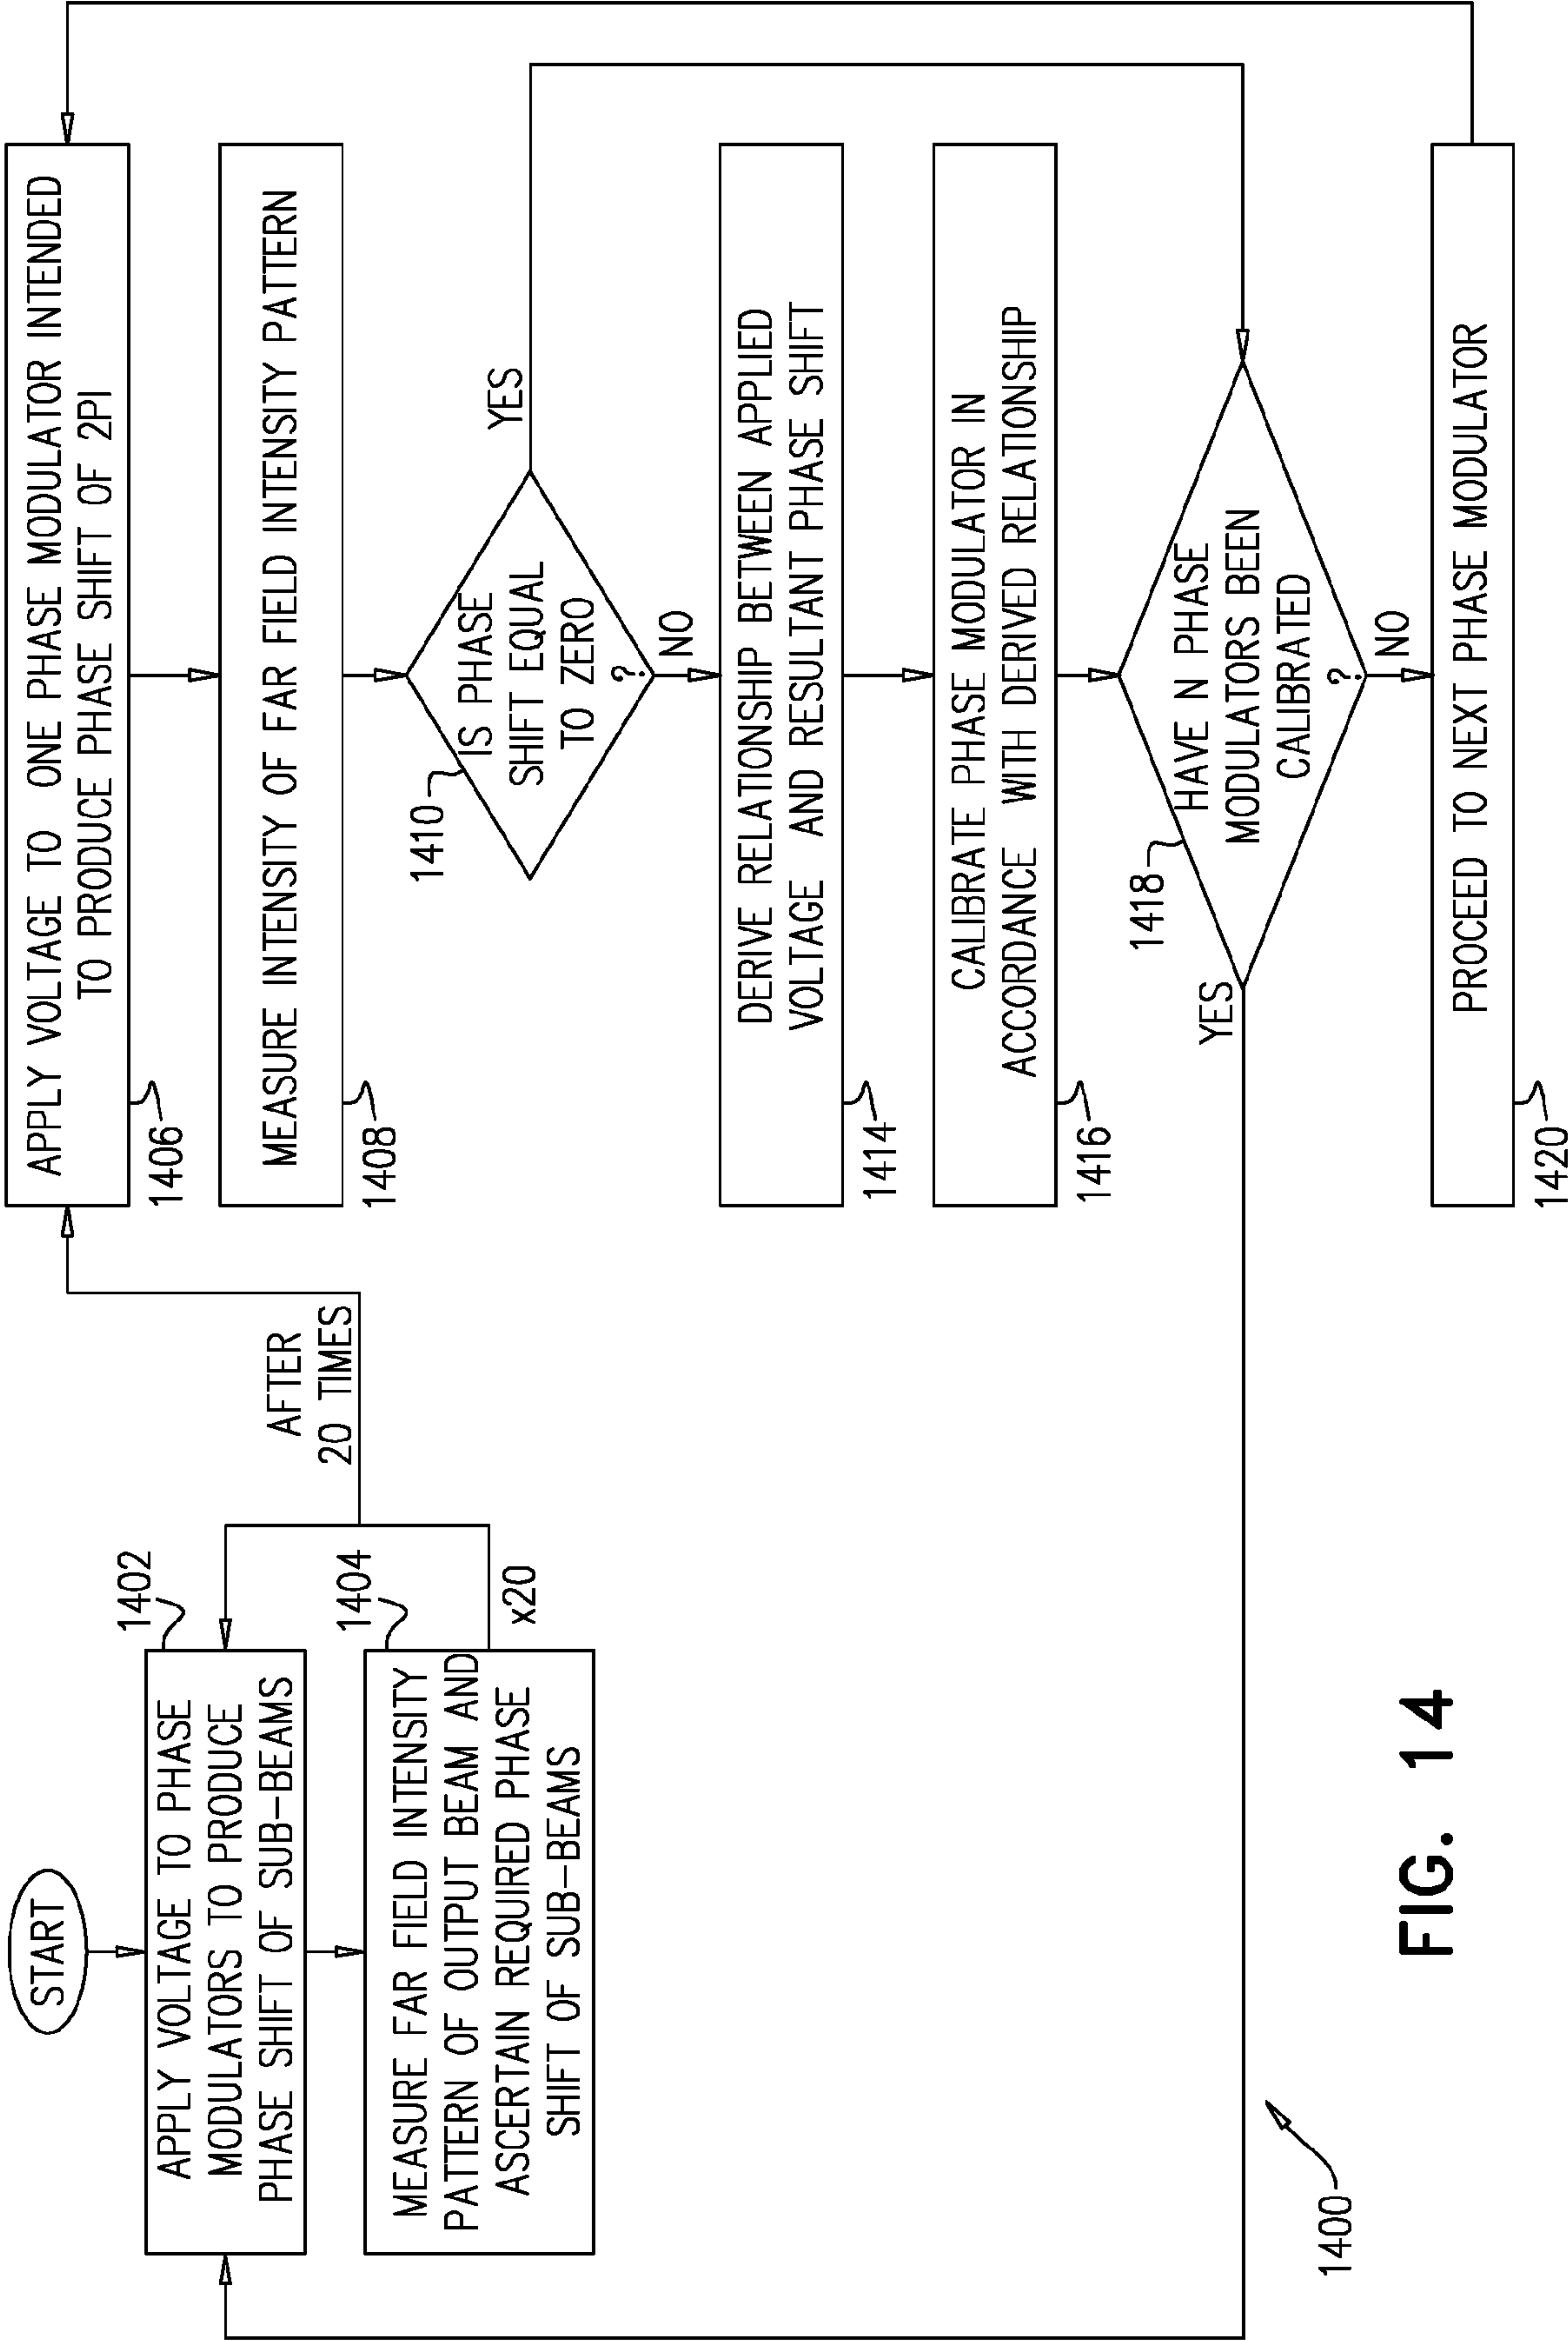 START
1402
APPLY VOLTAGE TO PHASE
MODULATORS TO PRODUCE
PHASE SHIFT OF SUB-BEAMS
1404
MEASURE FAR FIELD INTENSITY
PATTERN OF OUTPUT BEAM AND
ASCERTAIN REQUIRED PHASE
SHIFT OF SUB-BEAMS
x20
AFTER
20 TIMES
APPLY VOLTAGE TO ONE PHASE MODULATOR INTENDED
TO PRODUCE PHASE SHIFT OF 2PI
1406
MEASURE INTENSITY OF FAR FIELD INTENSITY PATTERN
1408
1410
IS PHASE
SHIFT EQUAL
TO ZERO
?
YES
NO
DERIVE RELATIONSHIP BETWEEN APPLIED
VOLTAGE AND RESULTANT PHASE SHIFT
1414
CALIBRATE PHASE MODULATOR IN
ACCORDANCE WITH DERIVED RELATIONSHIP
1416
1418
HAVE N PHASE
MODULATORS BEEN
CALIBRATED
?
YES
NO
PROCEED TO NEXT PHASE MODULATOR
1420
1400
FIG. 14